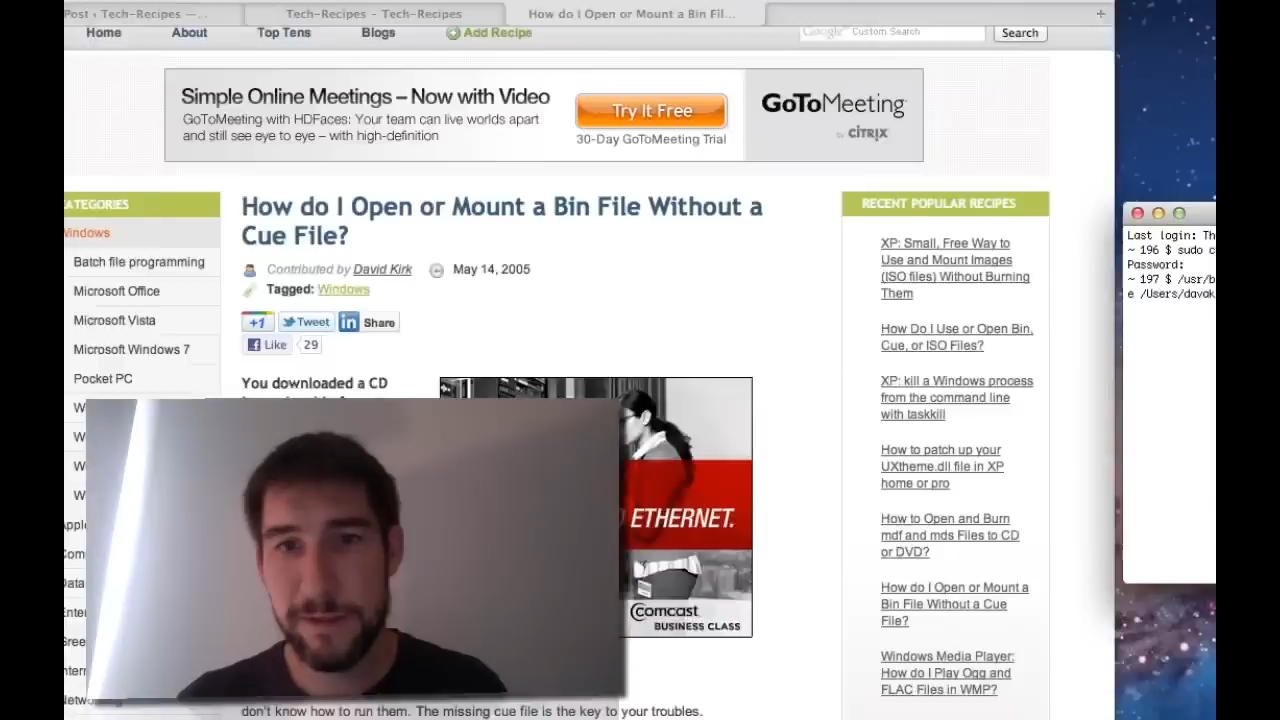 Post ‹ Tech-Recipes —...
Tech-Recipes - Tech-Recipes
How do I Open or Mount a Bin Fil...
+
Home
About
Top Tens
Blogs
Add Recipe
Google Custom Search
Search
Simple Online Meetings – Now with Video
GoToMeeting with HDFaces: Your team can live worlds apart
and still see eye to eye – with high-definition
Try It Free
30-Day GoToMeeting Trial
GoToMeeting
by CITRIX
CATEGORIES
Windows
Batch file programming
Microsoft Office
Microsoft Vista
Microsoft Windows 7
Pocket PC
How do I Open or Mount a Bin File Without a
Cue File?
Contributed by David Kirk
May 14, 2005
Tagged: Windows
+1
Tweet
in Share
Like
29
You downloaded a CD
ETHERNET.
comcast
BUSINESS CLASS
don't know how to run them. The missing cue file is the key to your troubles.
RECENT POPULAR RECIPES
XP: Small, Free Way to
Use and Mount Images
(ISO files) Without Burning
Them
How Do I Use or Open Bin,
Cue, or ISO Files?
XP: kill a Windows process
from the command line
with taskkill
How to patch up your
UXtheme.dll file in XP
home or pro
How to Open and Burn
mdf and mds Files to CD
or DVD?
How do I Open or Mount a
Bin File Without a Cue
File?
Windows Media Player:
How do I Play Ogg and
FLAC Files in WMP?
Last login: Th
~ 196 $ sudo c
Password:
~ 197 $ /usr/b
e /Users/davak